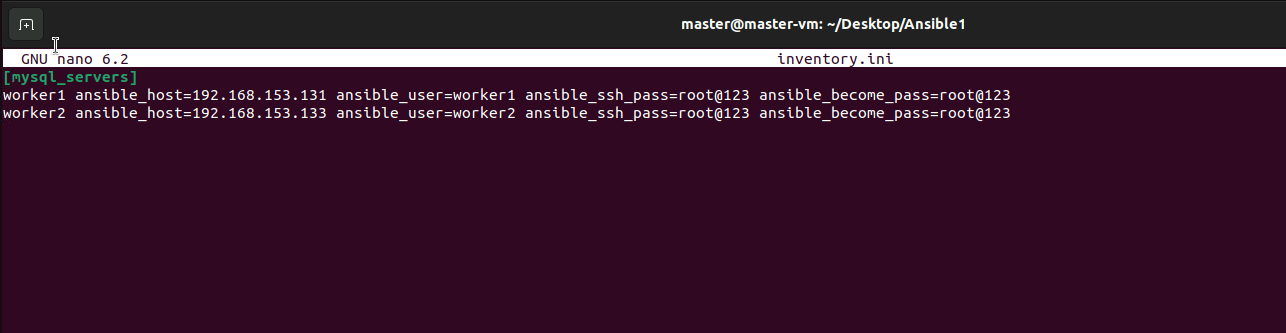 master@master-vm: ~/Desktop/Ansible1
GNU nano 6.2 inventory.ini
[mysql_servers]
worker1 ansible_host=192.168.153.131 ansible_user=worker1 ansible_ssh_pass=root@123 ansible_become_pass=root@123
worker2 ansible_host=192.168.153.133 ansible_user=worker2 ansible_ssh_pass=root@123 ansible_become_pass=root@123